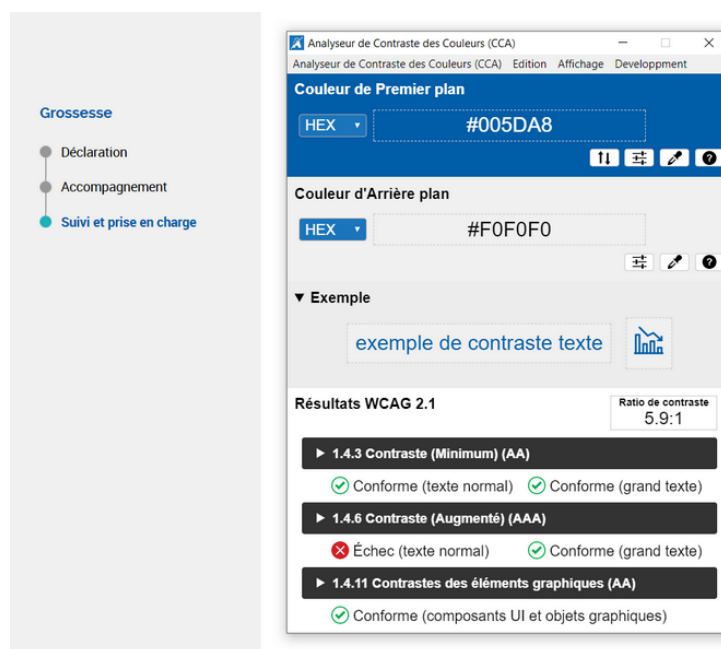 Grossesse
Déclaration
Accompagnement
Suivi et prise en charge
Analyseur de Contraste des Couleurs (CCA)
Analyseur de Contraste des Couleurs (CCA) Edition Affichage Developpment
Couleur de Premier plan
HEX
#005DA8
Couleur d'Arrière plan
HEX
#F0F0F0
Exemple
exemple de contraste texte
Résultats WCAG 2.1
Ratio de contraste
5.9:1
1.4.3 Contraste (Minimum) (AA)
Conforme (texte normal) Conforme (grand texte)
1.4.6 Contraste (Augmenté) (AAA)
Échec (texte normal) Conforme (grand texte)
1.4.11 Contrastes des éléments graphiques (AA)
Conforme (composants UI et objets graphiques)